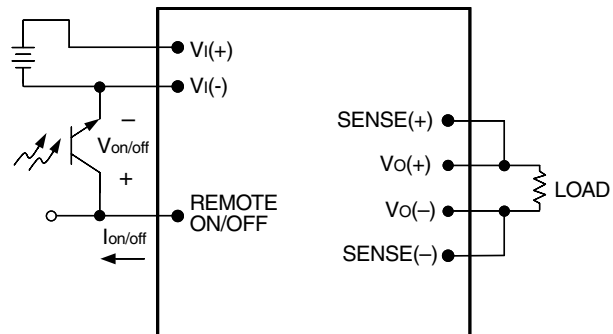 VI(+)
VI(-)
−
Von/off
+
REMOTE
ON/OFF
Ion/off
SENSE(+)
VO(+)
LOAD
VO(−)
SENSE(−)